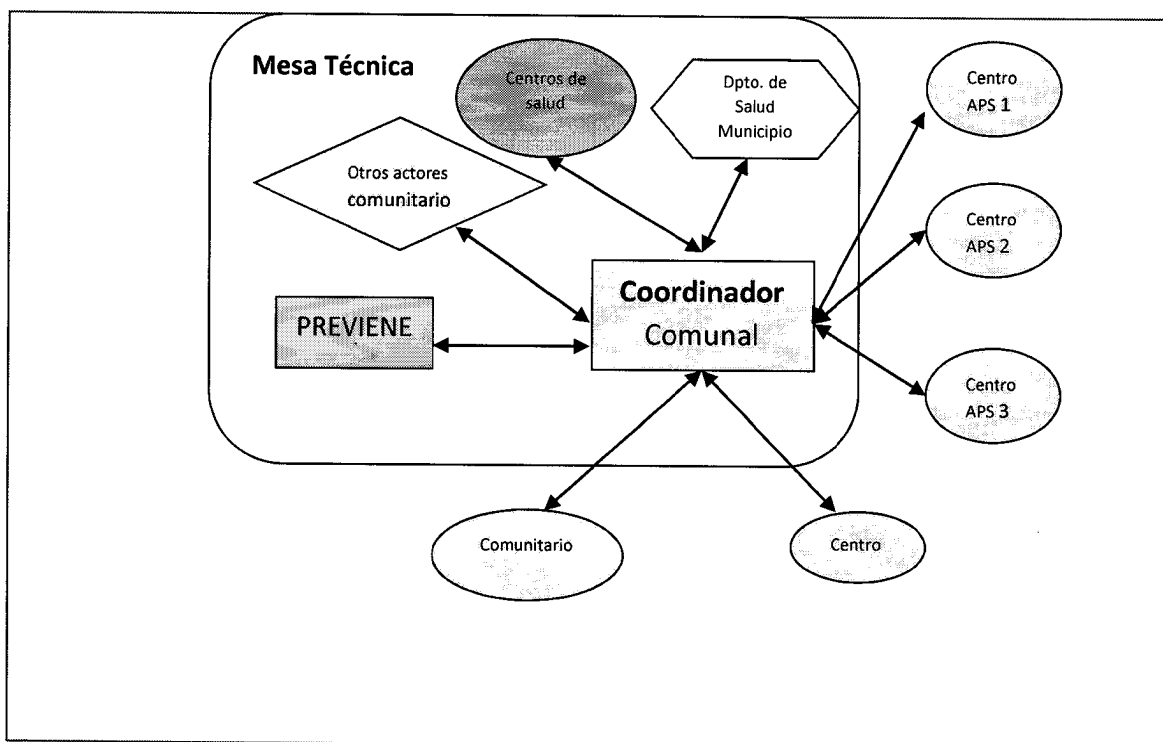 Mesa Técnica
Centros de
salud
Dpto. de
Salud
Municipio
Centro
APS 1
Otros actores
comunitario
Centro
APS 2
Coordinador
Comunal
PREVIENE
Centro
APS 3
Comunitario
Centro